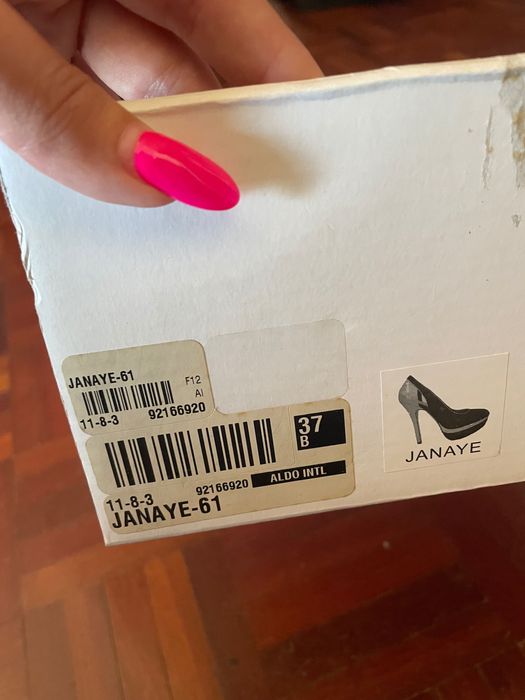 JANAYE-61
F12
AI
11-8-3 92166920
37
B
92166920 ALDO INTL
11-8-3
JANAYE-61
JANAYE